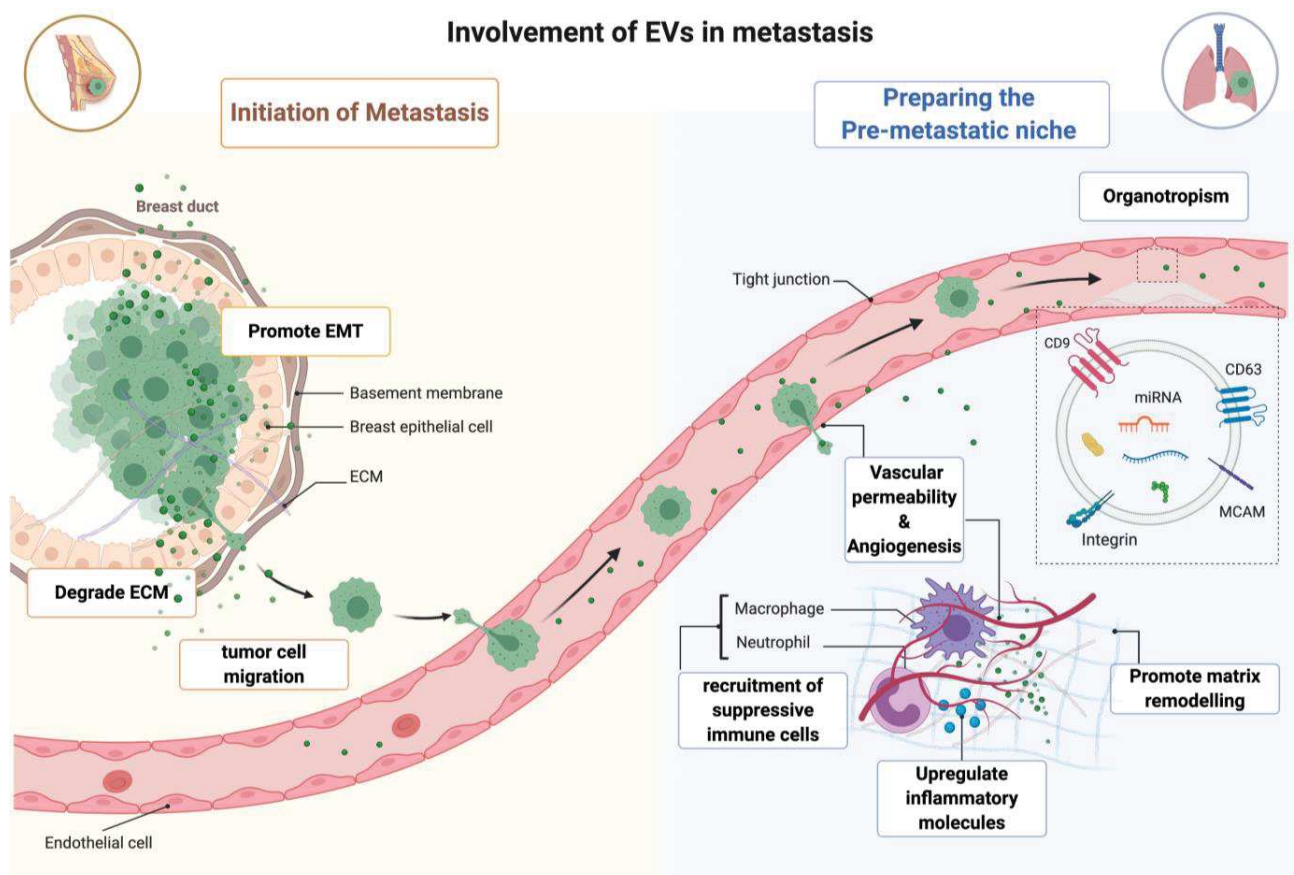 Involvement of EVs in metastasis
Initiation of Metastasis
Breast duct
Promote EMT
Basement membrane
Breast epithelial cell
ECM
Degrade ECM
tumor cell
migration
Endothelial cell
Preparing the
Pre-metastatic niche
Organotropism
Tight junction
CD9
CD63
miRNA
MCAM
Integrin
Vascular
permeability
&
Angiogenesis
Macrophage
Neutrophil
recruitment of
suppressive
immune cells
Promote matrix
remodelling
Upregulate
inflammatory
molecules